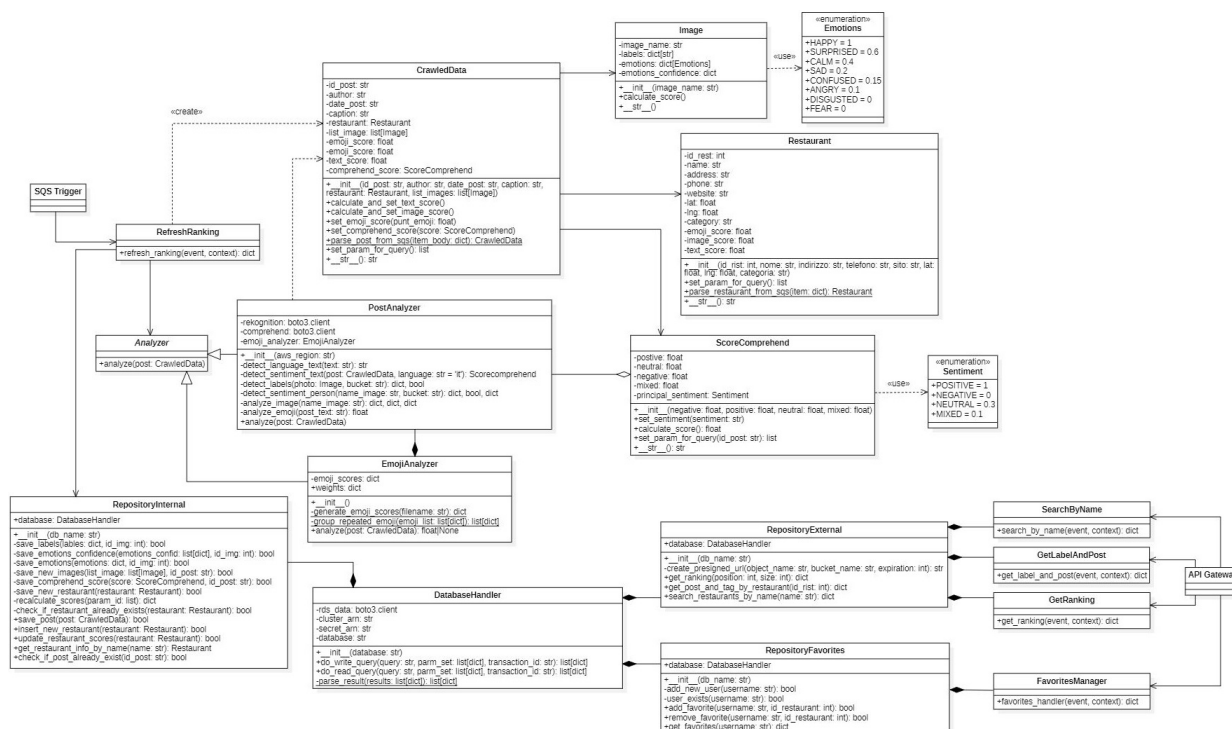 Image
-image_name: str
-labels: dict[str]
-emotions: dict[Emotions]
-emotions_confidence: dict
+__init__(image_name: str)
+calculate_score()
+__str__()
«use»
«enumeration»
Emotions
+HAPPY = 1
+SURPRISED = 0.6
+CALM = 0.4
+SAD = 0.2
+CONFUSED = 0.15
+ANGRY = 0.1
+DISGUSTED = 0
+FEAR = 0
CrawledData
-id_post: str
-author: str
-date_post: str
-caption: str
-restaurant: Restaurant
-list_image: list[Image]
-emoji_score: float
-emoji_score: float
-text_score: float
-comprehend_score: ScoreComprehend
+__init__(id_post: str, author: str, date_post: str, caption: str,
restaurant: Restaurant, list_images: list[Image])
+calculate_and_set_text_score()
+calculate_and_set_image_score()
+set_emoji_score(punt_emoji: float)
+set_comprehend_score(score: ScoreComprehend)
+parse_post_from_sqs(item_body: dict): CrawledData
+set_param_for_query(): list
+__str__(): str
«create»
Restaurant
-id_rest: int
-name: str
-address: str
-phone: str
-website: str
-lat: float
-lng: float
-category: str
-emoji_score: float
-image_score: float
-text_score: float
+__init__(id_rist: int, nome: str, indirizzo: str, telefono: str, sito: str, lat:
float, lng: float, categoria: str)
+set_param_for_query(): list
+parse_restaurant_from_sqs(item: dict): Restaurant
+__str__(): str
SQS Trigger
RefreshRanking
+refresh_ranking(event, context): dict
Analyzer
+analyze(post: CrawledData)
PostAnalyzer
-rekognition: boto3.client
-comprehend: boto3.client
-emoji_analyzer: EmojiAnalyzer
+__init__(aws_region: str)
-detect_language_text(text: str): str
-detect_sentiment_text(post: CrawledData, language: str = 'it'): Scorecomprehend
-detect_labels(photo: Image, bucket: str): dict, bool
-detect_sentiment_person(name_image: str, bucket: str): dict, bool, dict
-analyze_image(name_image: str): dict, dict, dict
-analyze_emoji(post_text: str): float
+analyze(post: CrawledData)
ScoreComprehend
-postive: float
-neutral: float
-negative: float
-mixed: float
-principal_sentiment: Sentiment
+__init__(negative: float, positive: float, neutral: float, mixed: float)
+set_sentiment(sentiment: str)
+calculate_score(): float
+set_param_for_query(id_post: str): list
+__str__(): str
«use»
«enumeration»
Sentiment
+POSITIVE = 1
+NEGATIVE = 0
+NEUTRAL = 0.3
+MIXED = 0.1
EmojiAnalyzer
-emoji_scores: dict
+weights: dict
+__init__()
-generate_emoji_scores(filename: str): dict
-group_repeated_emoji(emoji_list: list[dict]): list[dict]
+analyze(post: CrawledData): float|None
RepositoryInternal
+database: DatabaseHandler
+__init__(db_name: str)
-save_labels(lables: dict, id_img: int): bool
-save_emotions_confidence(emotions_confid: list[dict], id_img: int): bool
-save_emotions(emotions: dict, id_img: int): bool
-save_new_images(list_image: list[Image], id_post: str): bool
-save_comprehend_score(score: ScoreComprehend, id_post: str): bool
-save_new_restaurant(restaurant: Restaurant): bool
-recalculate_scores(param_id: list): dict
-check_if_restaurant_already_exists(restaurant: Restaurant): bool
+save_post(post: CrawledData): bool
+insert_new_restaurant(restaurant: Restaurant): bool
+update_restaurant_scores(restaurant: Restaurant): bool
+get_restaurant_info_by_name(name: str): Restaurant
+check_if_post_already_exist(id_post: str): bool
DatabaseHandler
-rds_data: boto3.client
-cluster_arn: str
-secret_arn: str
-database: str
+__init__(database: str)
+do_write_query(query: str, parm_set: list[dict], transaction_id: str): list[dict]
+do_read_query(query: str, parm_set: list[dict], transaction_id: str): list[dict]
-parse_result(results: list[dict]): list[dict]
RepositoryExternal
+database: DatabaseHandler
+__init__(db_name: str)
-create_presigned_url(object_name: str, bucket_name: str, expiration: int): str
+get_ranking(position: int, size: int): dict
+get_post_and_tag_by_restaurant(id_rist: int): dict
+search_restaurants_by_name(name: str): dict
SearchByName
+search_by_name(event, context): dict
GetLabelAndPost
+get_label_and_post(event, context): dict
GetRanking
+get_ranking(event, context): dict
API Gateway
RepositoryFavorites
+database: DatabaseHandler
+__init__(db_name: str)
-add_new_user(username: str): bool
-user_exists(username: str): bool
+add_favorite(username: str, id_restaurant: int): bool
+remove_favorite(username: str, id_restaurant: int): bool
+get_favorites(username: str): dict
FavoritesManager
+favorites_handler(event, context): dict